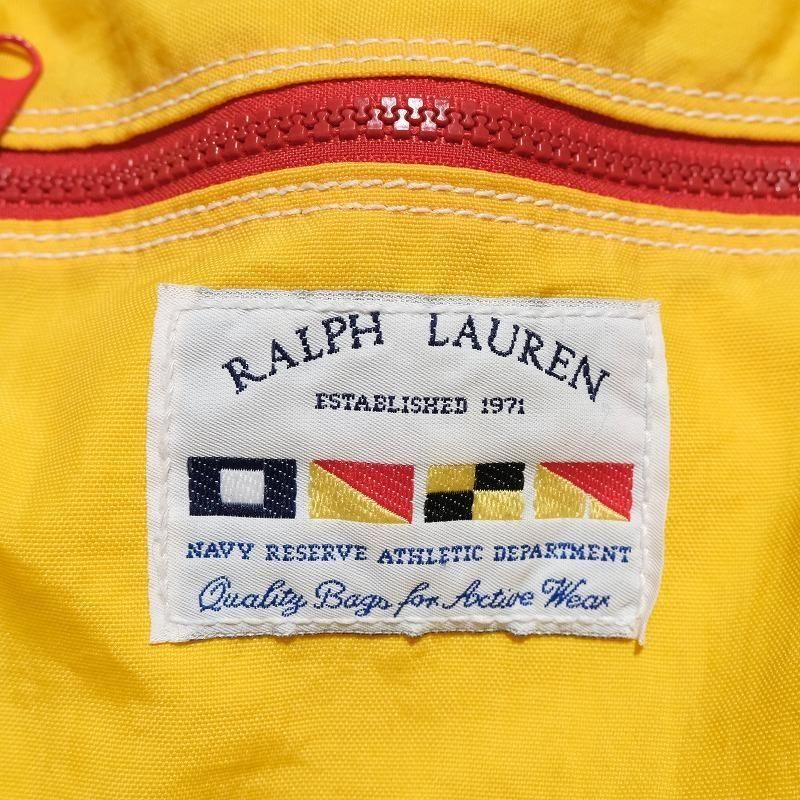 RALPH LAUREN
ESTABLISHED 1971
NAVY RESERVE ATHLETIC DEPARTMENT
Quality Bags for Active Wear